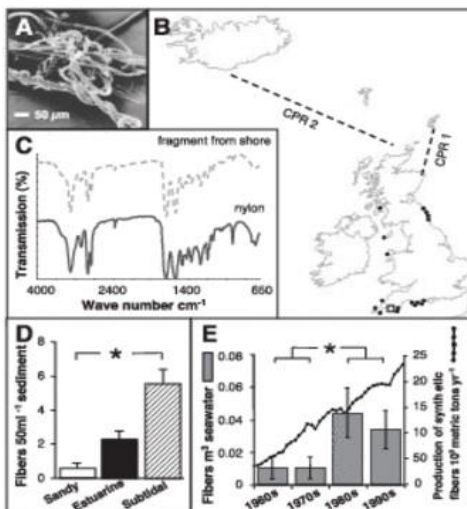 A
50 µm
B
CPR 2
CPR 1
C
fragment from shore
nylon
Transmission (%)
4000
2400
1400
650
Wave number cm⁻¹
D
*
Fibers 50ml⁻¹ sediment
8
6
4
2
0
Sandy
Estuarine
Subtidal
E
*
Fibers m³ seawater
0.08
0.06
0.04
0.02
0
1960s
1970s
1980s
1990s
25
20
15
10
5
0
Production of synthetic
fibers 10⁶ metric tons yr⁻¹